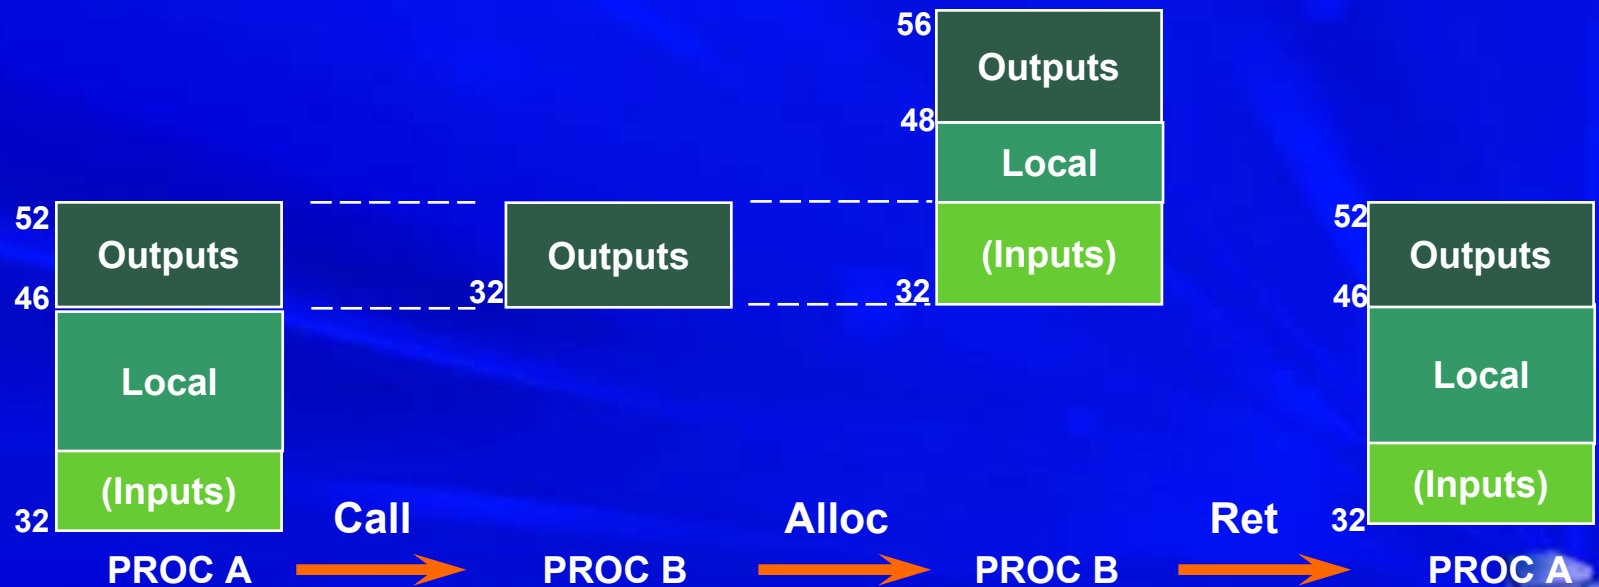 52
Outputs
46
Local
(Inputs)
32
PROC A
Call
Outputs
32
PROC B
Alloc
56
Outputs
48
Local
(Inputs)
32
PROC B
Ret
52
Outputs
46
Local
(Inputs)
32
PROC A